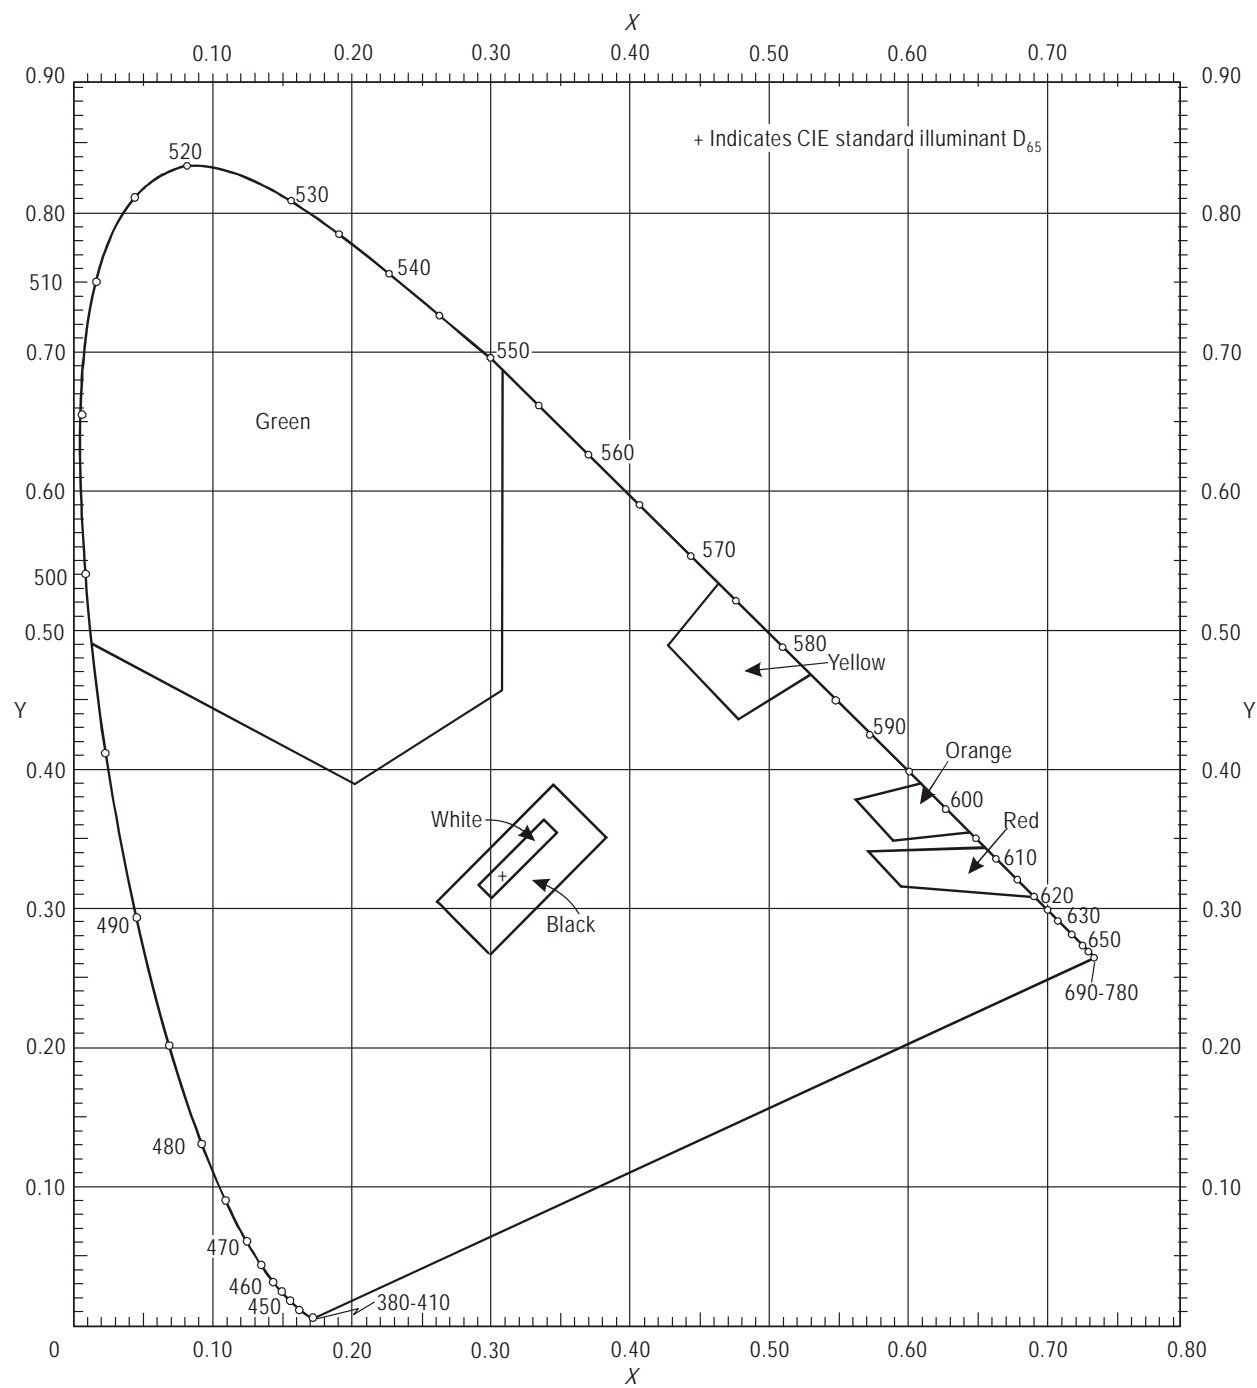 X
0.10 0.20 0.30 0.40 0.50 0.60 0.70
0.90 0.90
+ Indicates CIE standard illuminant D65
520
530
0.80 0.80
540
510
550
0.70 0.70
Green
560
0.60 0.60
570
500
0.50 0.50
580
Yellow
Y Y
590
Orange
0.40 0.40
600
White Red
610
620
0.30 0.30
630
490 Black
650
690-780
0.20 0.20
480
0.10 0.10
470
460
450 380-410
0 0.10 0.20 0.30 0.40 0.50 0.60 0.70 0.80
X